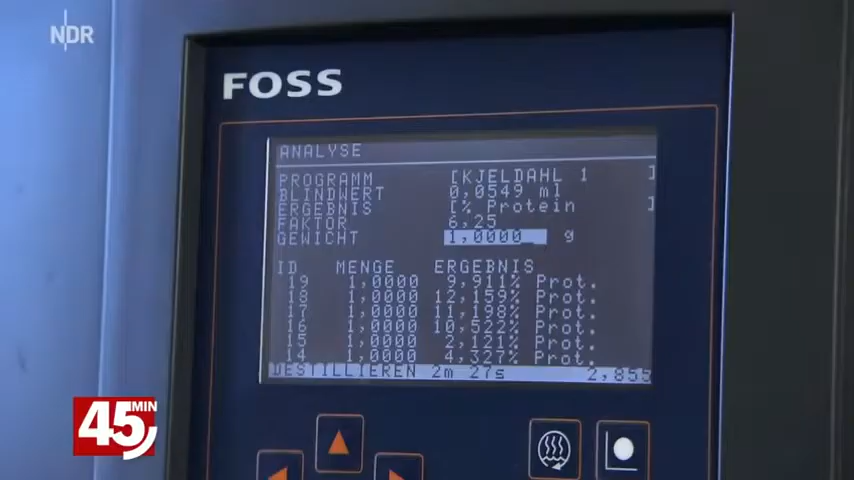 NDR
FOSS
ANALYSE
PROGRAMM [KJELDAHL 1 ]
BLINDWERT 0,0549 ml
ERGEBNIS [% Protein ]
FAKTOR 6,25
GEWICHT 1,0000__ g
ID MENGE ERGEBNIS
19 1,0000 9,911% Prot.
18 1,0000 12,159% Prot.
17 1,0000 11,198% Prot.
16 1,0000 10,522% Prot.
15 1,0000 2,121% Prot.
14 1,0000 4,327% Prot.
DESTILLIEREN 2m 27s 2,855
45 MIN